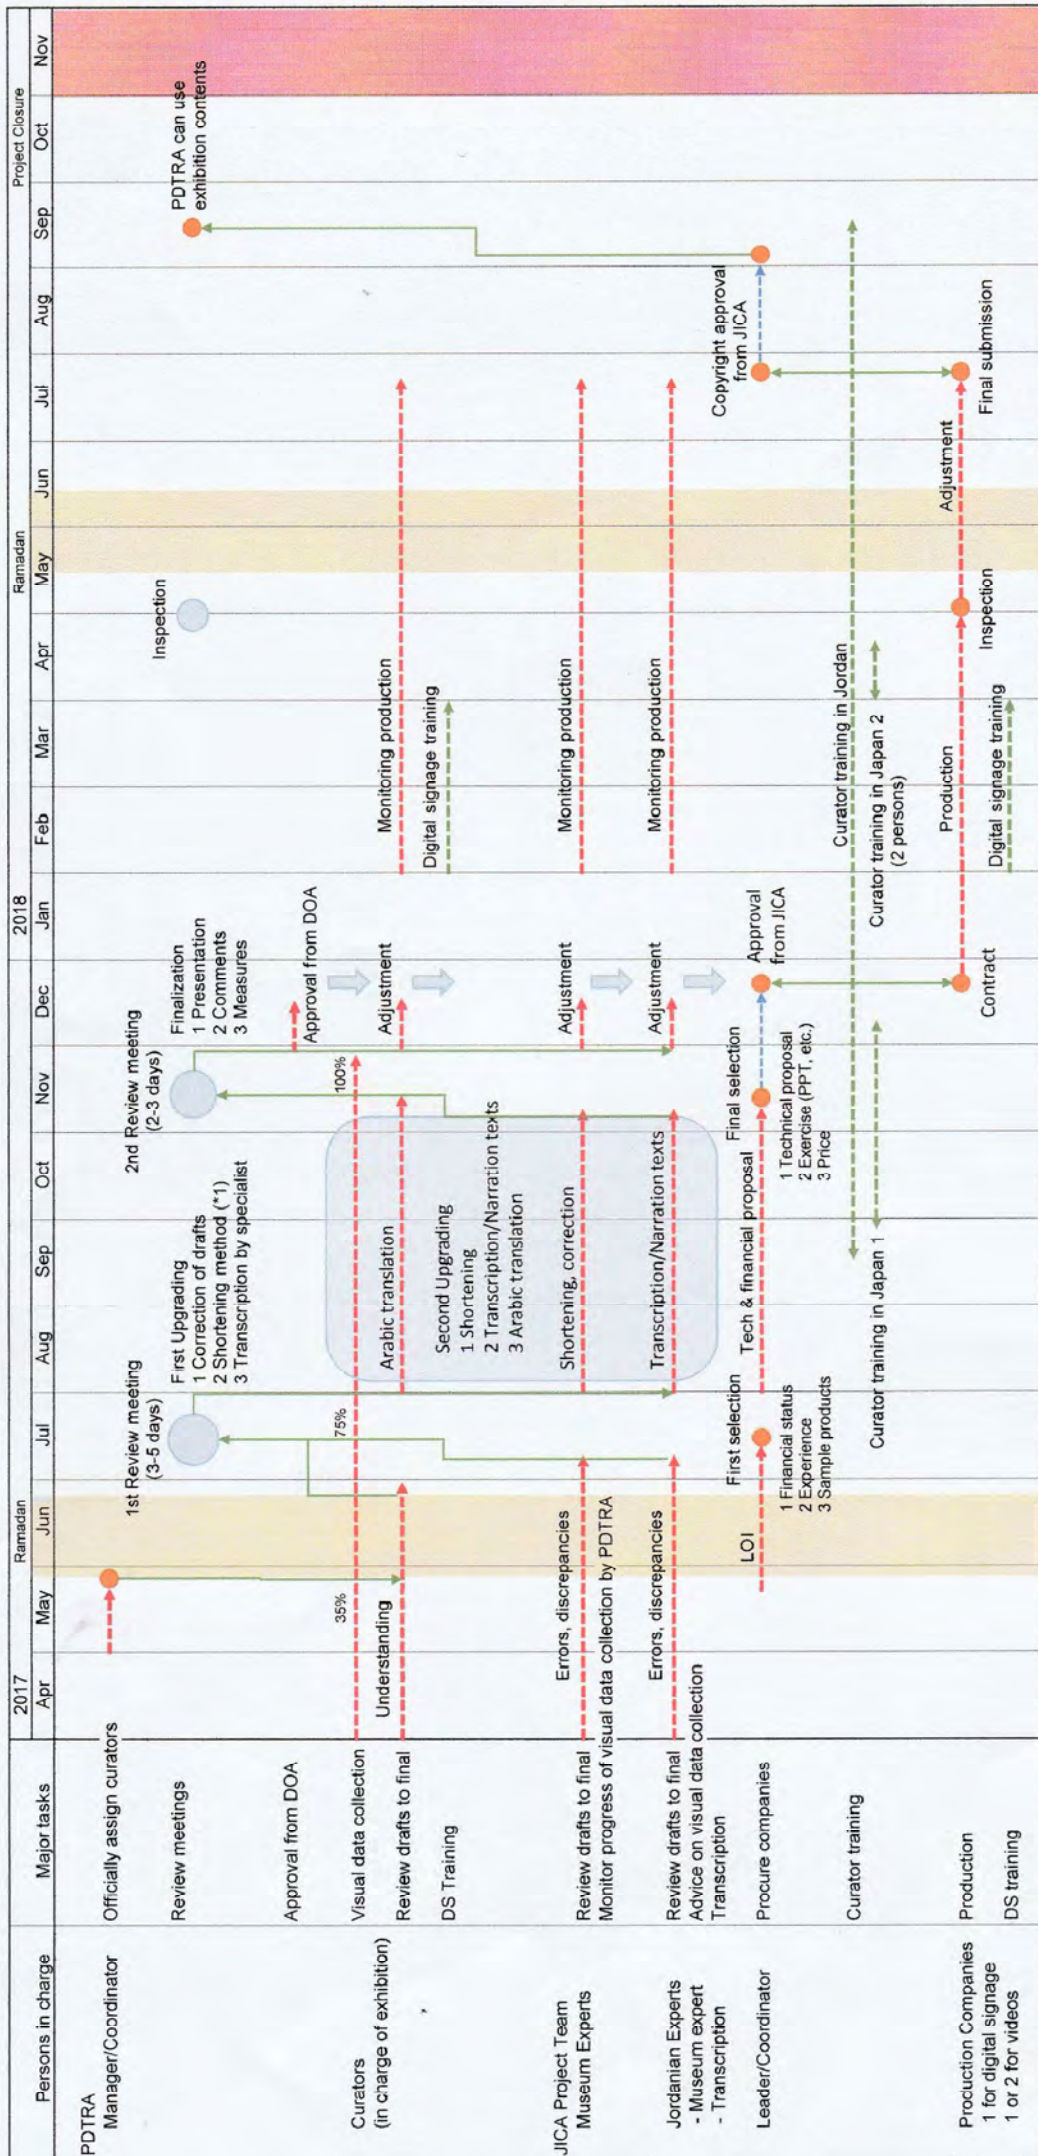 Persons in charge
Major tasks
2017
Ramadan
2018
Ramadan
Project Closure
Apr
May
Jun
Jul
Aug
Sep
Oct
Nov
Dec
Jan
Feb
Mar
Apr
May
Jun
Jul
Aug
Sep
Oct
Nov
PDTRA
Manager/Coordinator
Officially assign curators
Review meetings
1st Review meeting
(3-5 days)
First Upgrading
1 Correction of drafts
2 Shortening method (*1)
3 Transcription by specialist
2nd Review meeting
(2-3 days)
Finalization
1 Presentation
2 Comments
3 Measures
Inspection
PDTRA can use
exhibition contents
Approval from DOA
Approval from DOA
Curators
(in charge of exhibition)
Visual data collection
35%
75%
100%
Review drafts to final
Understanding
Arabic translation
Adjustment
Monitoring production
DS Training
Second Upgrading
1 Shortening
2 Transcription/Narration texts
3 Arabic translation
Digital signage training
JICA Project Team
Museum Experts
Review drafts to final
Monitor progress of visual data collection by PDTRA
Errors, discrepancies
Shortening, correction
Adjustment
Monitoring production
Jordanian Experts
- Museum expert
- Transcription
Review drafts to final
Advice on visual data collection
Transcription
Errors, discrepancies
Transcription/Narration texts
Adjustment
Monitoring production
Leader/Coordinator
Procure companies
LOI
First selection
1 Financial status
2 Experience
3 Sample products
Tech & financial proposal
Final selection
1 Technical proposal
2 Exercise (PPT, etc.)
3 Price
Approval
from JICA
Copyright approval
from JICA
Curator training
Curator training in Jordan
Curator training in Japan 1
Curator training in Japan 2
(2 persons)
Production Companies
1 for digital signage
1 or 2 for videos
Production
Contract
Production
Inspection
Adjustment
Final submission
DS training
Digital signage training